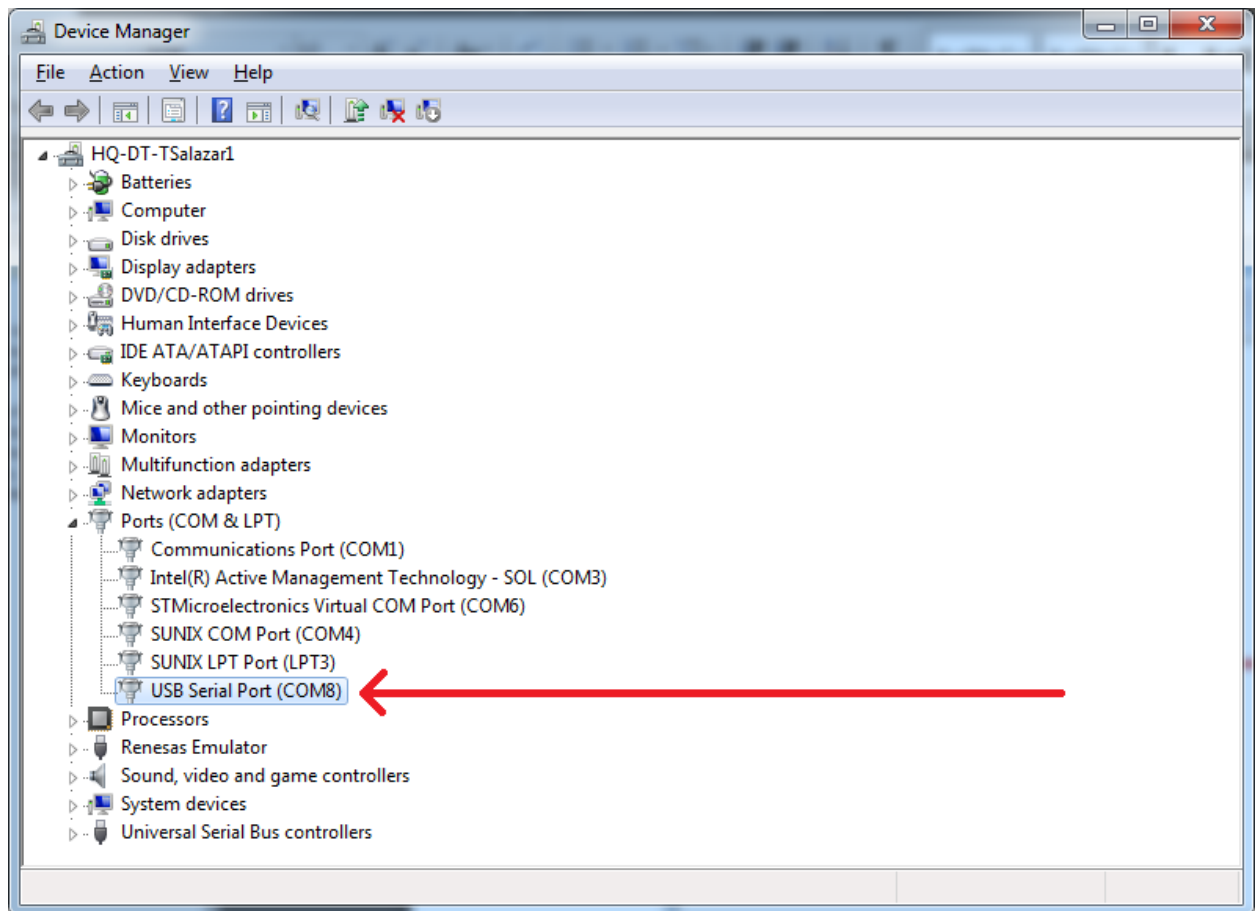 Device Manager
File Action View Help
HQ-DT-TSalazar1
Batteries
Computer
Disk drives
Display adapters
DVD/CD-ROM drives
Human Interface Devices
IDE ATA/ATAPI controllers
Keyboards
Mice and other pointing devices
Monitors
Multifunction adapters
Network adapters
Ports (COM & LPT)
Communications Port (COM1)
Intel(R) Active Management Technology - SOL (COM3)
STMicroelectronics Virtual COM Port (COM6)
SUNIX COM Port (COM4)
SUNIX LPT Port (LPT3)
USB Serial Port (COM8)
Processors
Renesas Emulator
Sound, video and game controllers
System devices
Universal Serial Bus controllers